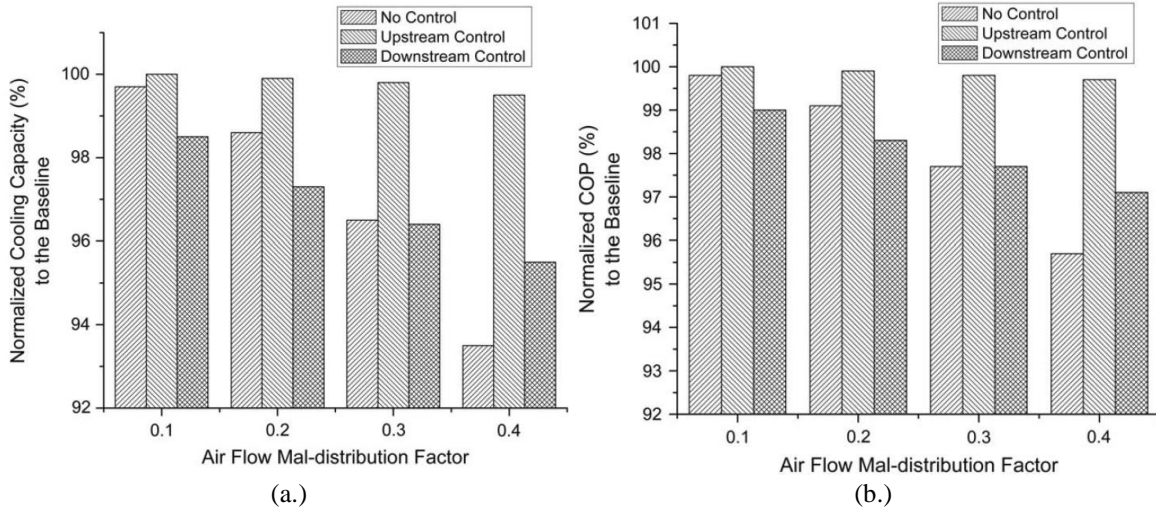 No Control
Upstream Control
Downstream Control
100
98
96
94
92
Normalized Cooling Capacity (%)
to the Baseline
0.1
0.2
0.3
0.4
Air Flow Mal-distribution Factor
(a.)
No Control
Upstream Control
Downstream Control
101
100
99
98
97
96
95
94
93
92
Normalized COP (%)
to the Baseline
0.1
0.2
0.3
0.4
Air Flow Mal-distribution Factor
(b.)